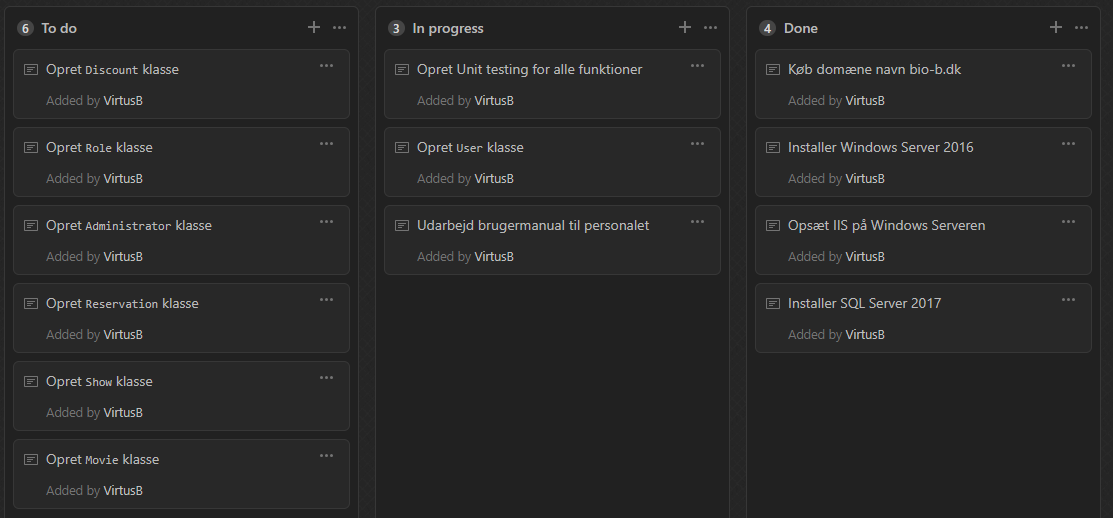 6 To do
Opret Discount klasse
Added by VirtusB
Opret Role klasse
Added by VirtusB
Opret Administrator klasse
Added by VirtusB
Opret Reservation klasse
Added by VirtusB
Opret Show klasse
Added by VirtusB
Opret Movie klasse
Added by VirtusB
3 In progress
Opret Unit testing for alle funktioner
Added by VirtusB
Opret User klasse
Added by VirtusB
Udarbejd brugermanual til personalet
Added by VirtusB
4 Done
Køb domæne navn bio-b.dk
Added by VirtusB
Installer Windows Server 2016
Added by VirtusB
Opsæt IIS på Windows Serveren
Added by VirtusB
Installer SQL Server 2017
Added by VirtusB